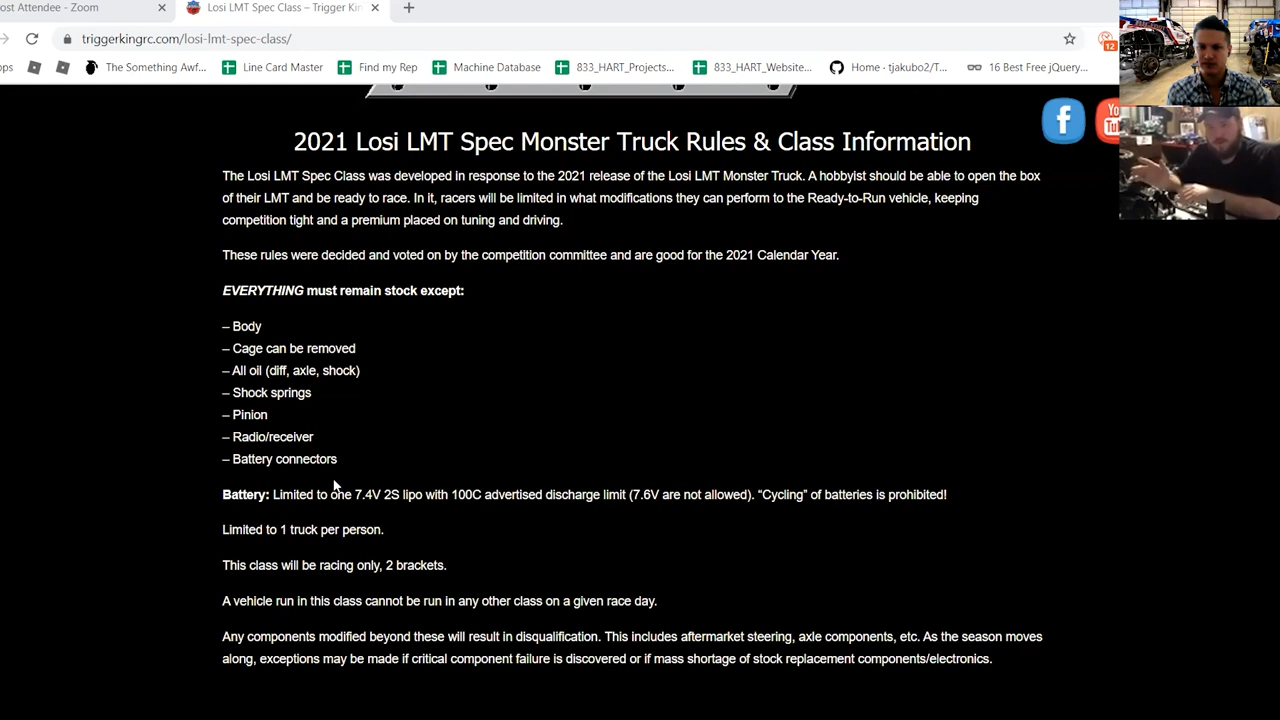 ost Attendee - Zoom
Losi LMT Spec Class – Trigger Kin
triggerkingrc.com/losi-lmt-spec-class/
12
ops
The Something Awf...
Line Card Master
Find my Rep
Machine Database
833_HART_Projects...
833_HART_Website...
Home · tjakubo2/T...
16 Best Free jQuery...
f
Yo
Tu
2021 Losi LMT Spec Monster Truck Rules & Class Information
The Losi LMT Spec Class was developed in response to the 2021 release of the Losi LMT Monster Truck. A hobbyist should be able to open the box
of their LMT and be ready to race. In it, racers will be limited in what modifications they can perform to the Ready-to-Run vehicle, keeping
competition tight and a premium placed on tuning and driving.
These rules were decided and voted on by the competition committee and are good for the 2021 Calendar Year.
EVERYTHING must remain stock except:
– Body
– Cage can be removed
– All oil (diff, axle, shock)
– Shock springs
– Pinion
– Radio/receiver
– Battery connectors
Battery: Limited to one 7.4V 2S lipo with 100C advertised discharge limit (7.6V are not allowed). “Cycling” of batteries is prohibited!
Limited to 1 truck per person.
This class will be racing only, 2 brackets.
A vehicle run in this class cannot be run in any other class on a given race day.
Any components modified beyond these will result in disqualification. This includes aftermarket steering, axle components, etc. As the season moves
along, exceptions may be made if critical component failure is discovered or if mass shortage of stock replacement components/electronics.